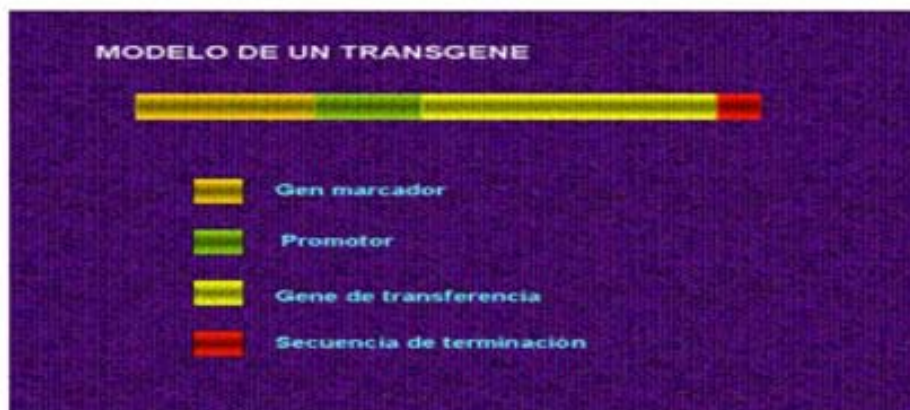 MODELO DE UN TRANSGENE
Gen marcador
Promotor
Gene de transferencia
Secuencia de terminación